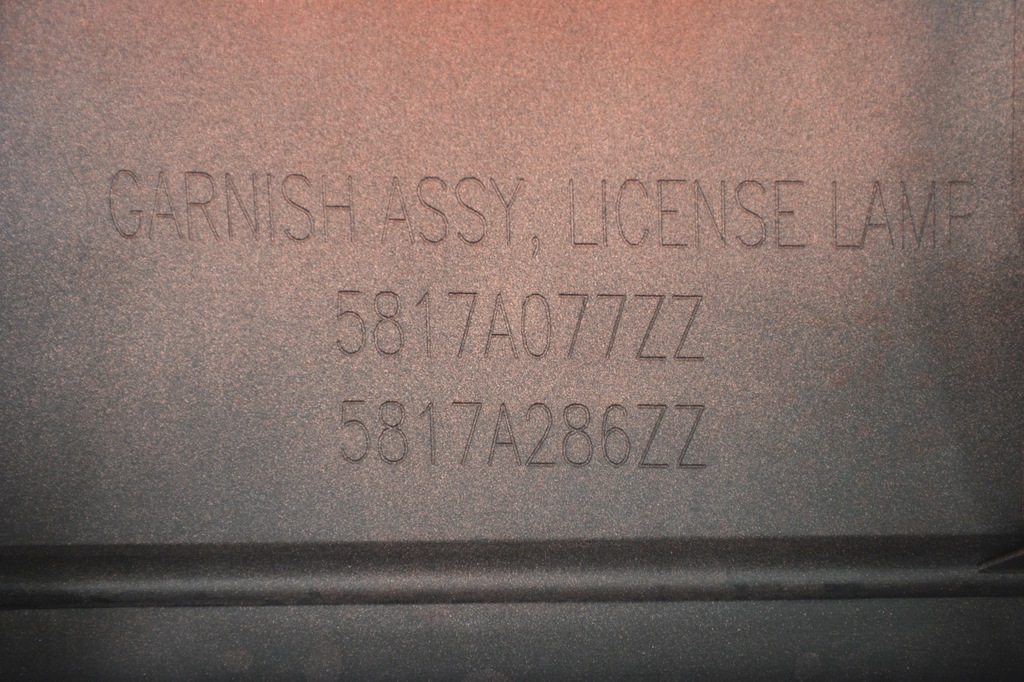 GARNISH ASSY, LICENSE LAMP
5817A077ZZ
5817A286ZZ